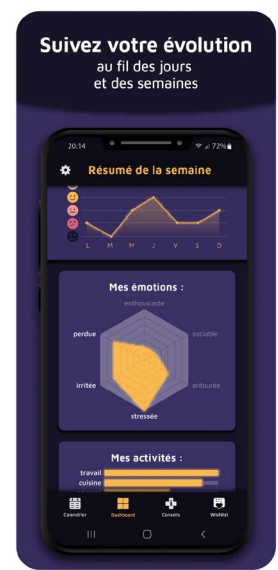 Suivez votre évolution
au fil des jours
et des semaines
20:14
72%
Résumé de la semaine
L M M J V S D
Mes émotions :
enthousiaste
perdue
sociable
irritée
entourée
stressée
Mes activités :
travail
cuisine
Calendrier Dashboard Conseils Wishlist